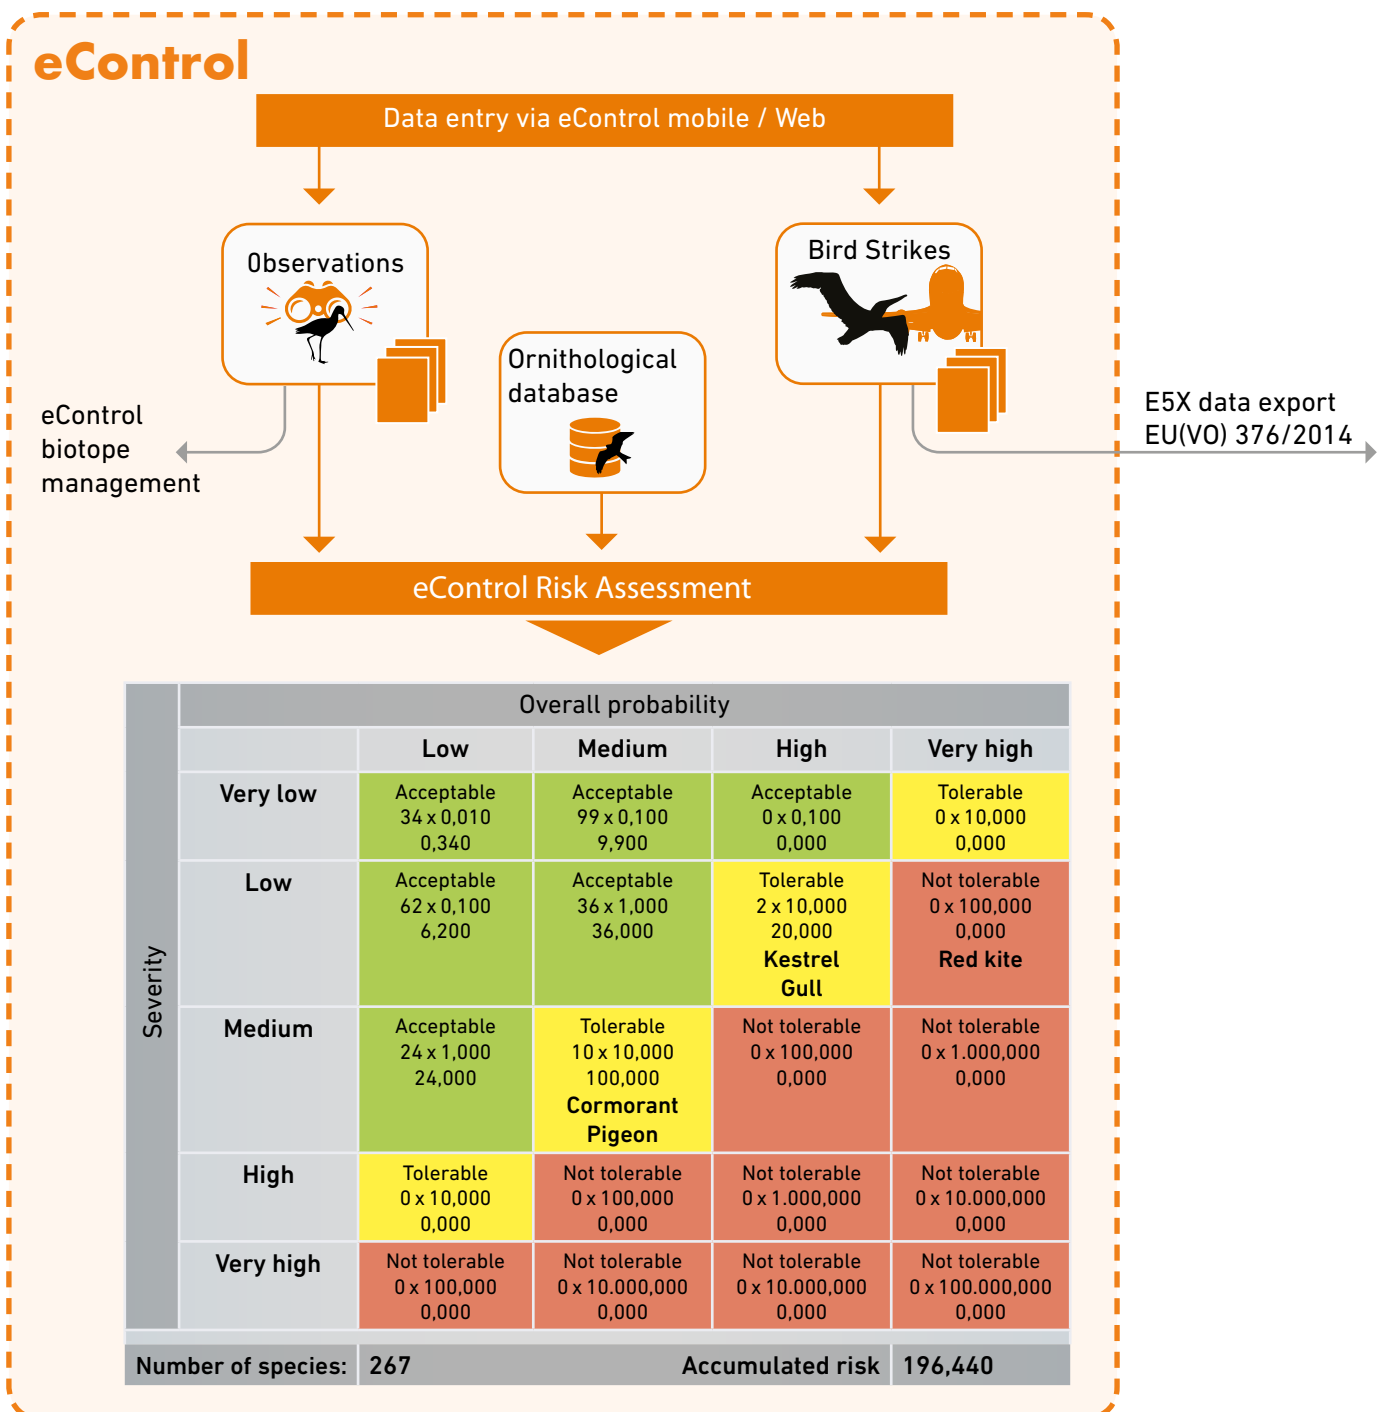 eControl
Data entry via eControl mobile / Web
0bservations
Bird Strikes
Ornithological
database
eControl
biotope
management
E5X data export
EU(VO) 376/2014
eControl Risk Assessment
Overall probability
Low Medium High Very high
Severity
Very low
Acceptable
34 x 0,010
0,340
Acceptable
99 x 0,100
9,900
Acceptable
0 x 0,100
0,000
Tolerable
0 x 10,000
0,000
Low
Acceptable
62 x 0,100
6,200
Acceptable
36 x 1,000
36,000
Tolerable
2 x 10,000
20,000
Kestrel
Gull
Not tolerable
0 x 100,000
0,000
Red kite
Medium
Acceptable
24 x 1,000
24,000
Tolerable
10 x 10,000
100,000
Cormorant
Pigeon
Not tolerable
0 x 100,000
0,000
Not tolerable
0 x 1.000,000
0,000
High
Tolerable
0 x 10,000
0,000
Not tolerable
0 x 100,000
0,000
Not tolerable
0 x 1.000,000
0,000
Not tolerable
0 x 10.000,000
0,000
Very high
Not tolerable
0 x 100,000
0,000
Not tolerable
0 x 10.000,000
0,000
Not tolerable
0 x 10.000,000
0,000
Not tolerable
0 x 100.000,000
0,000
Number of species: 267 Accumulated risk 196,440